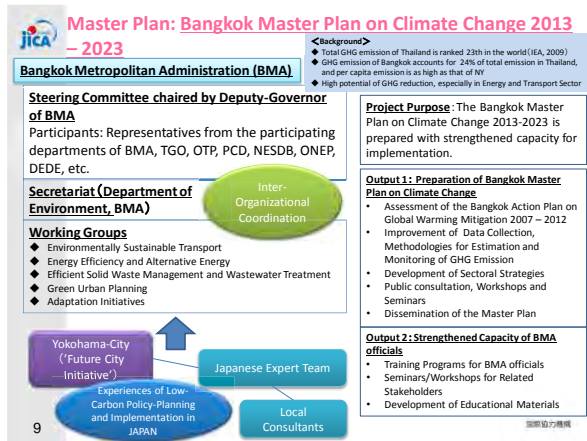 jICA
Master Plan: Bangkok Master Plan on Climate Change 2013
– 2023
＜Background＞
◆ Total GHG emission of Thailand is ranked 23th in the world(IEA, 2009)
◆ GHG emission of Bangkok accounts for 24% of total emission in Thailand,
and per capita emission is as high as that of NY
◆ High potential of GHG reduction, especially in Energy and Transport Sector
Bangkok Metropolitan Administration (BMA)
Steering Committee chaired by Deputy-Governor
of BMA
Participants: Representatives from the participating
departments of BMA, TGO, OTP, PCD, NESDB, ONEP,
DEDE, etc.
Secretariat（Department of
Environment, BMA）
Inter-
Organizational
Coordination
Working Groups
◆ Environmentally Sustainable Transport
◆ Energy Efficiency and Alternative Energy
◆ Efficient Solid Waste Management and Wastewater Treatment
◆ Green Urban Planning
◆ Adaptation Initiatives
Yokohama-City
('Future City
Initiative')
Japanese Expert Team
Experiences of Low-
Carbon Policy-Planning
and Implementation in
JAPAN
Local
Consultants
Project Purpose：The Bangkok Master
Plan on Climate Change 2013-2023 is
prepared with strengthened capacity for
implementation.
Output 1： Preparation of Bangkok Master
Plan on Climate Change
• Assessment of the Bangkok Action Plan on
Global Warming Mitigation 2007 – 2012
• Improvement of Data Collection,
Methodologies for Estimation and
Monitoring of GHG Emission
• Development of Sectoral Strategies
• Public consultation, Workshops and
Seminars
• Dissemination of the Master Plan
Output 2：Strengthened Capacity of BMA
officials
• Training Programs for BMA officials
• Seminars/Workshops for Related
Stakeholders
• Development of Educational Materials
9
国際協力機構